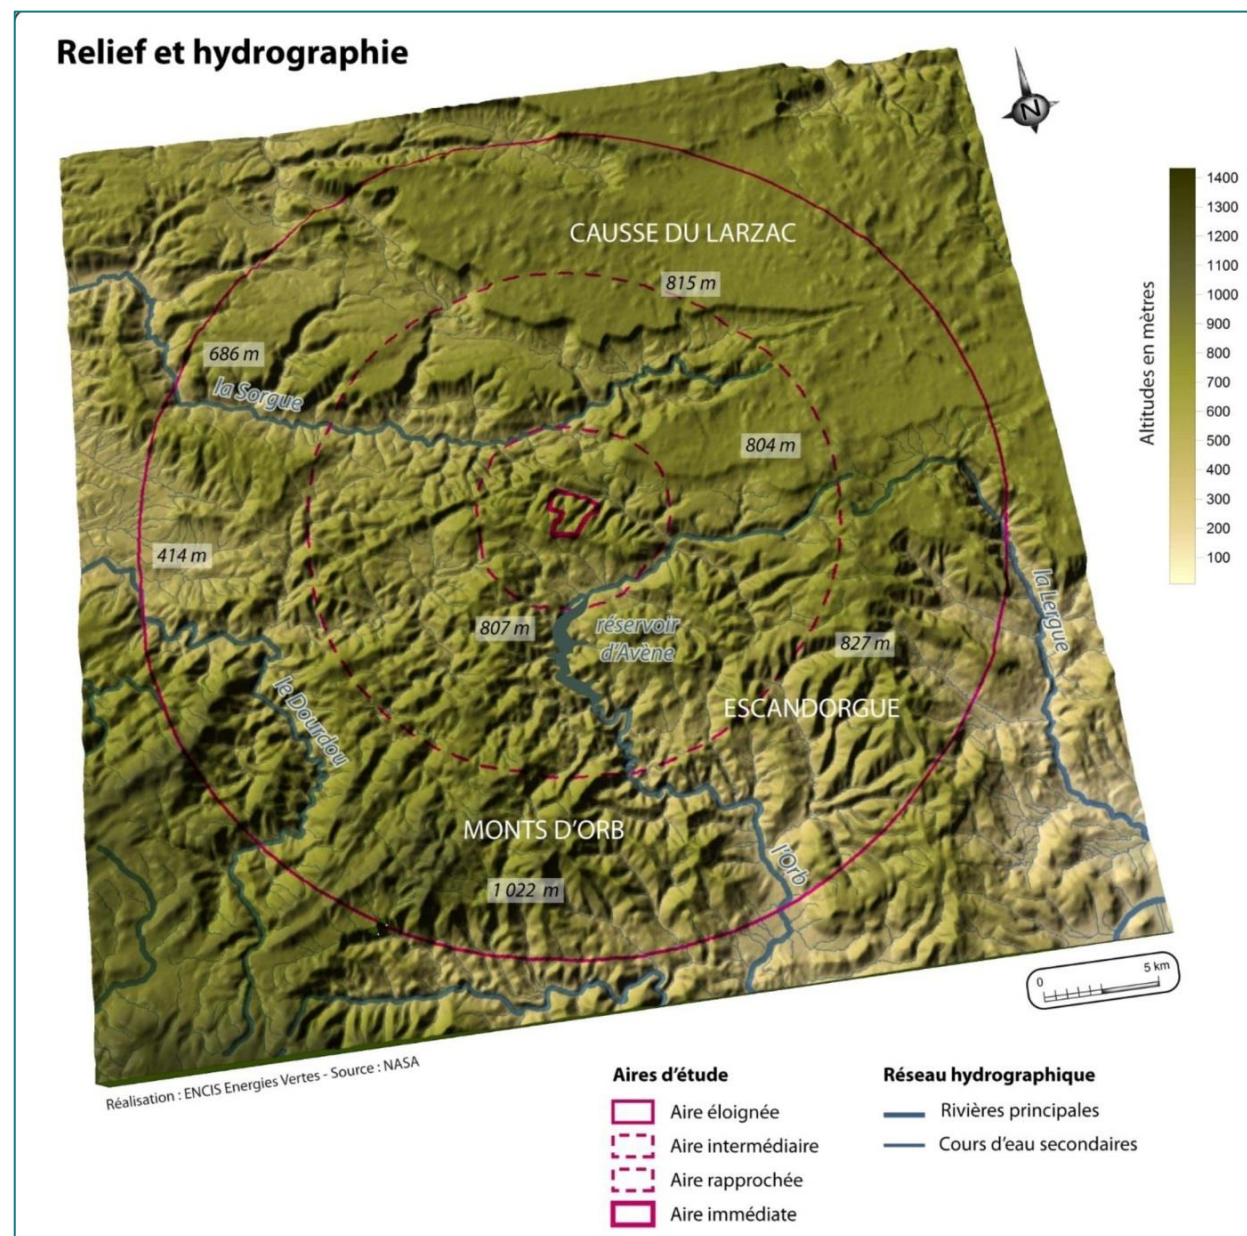 Relief et hydrographie
N
CAUSSE DU LARZAC
815 m
686 m
la Sorgue
804 m
414 m
807 m
réservoir
d'Avène
827 m
la Lergue
le Dourdou
ESCANDORGUE
MONTS D'ORB
1 022 m
l'Orb
Altitudes en mètres
1400
1300
1200
1100
1000
900
800
700
600
500
400
300
200
100
0
5 km
Réalisation : ENCIS Energies Vertes - Source : NASA
Aires d'étude
Aire éloignée
Aire intermédiaire
Aire rapprochée
Aire immédiate
Réseau hydrographique
Rivières principales
Cours d'eau secondaires